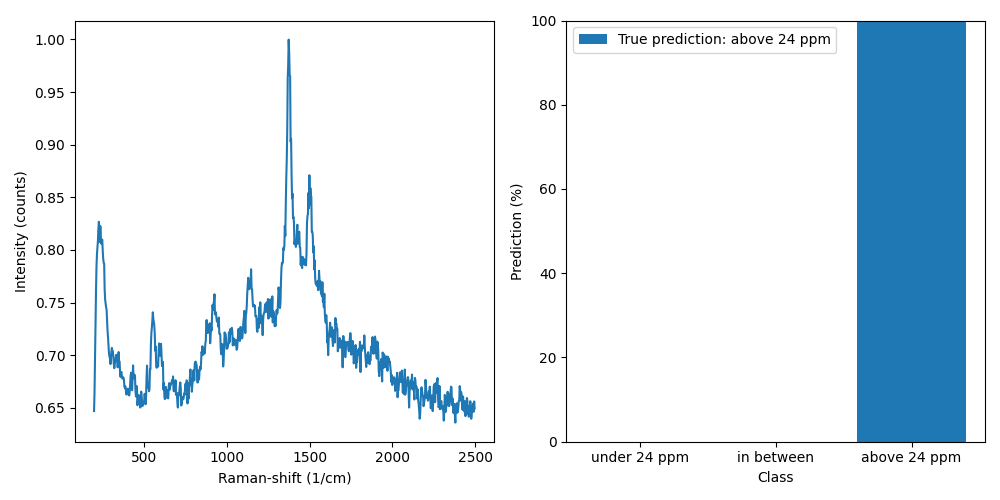 1.00
0.95
0.90
0.85
0.80
0.75
0.70
0.65
Intensity (counts)
500
1000
1500
2000
2500
Raman-shift (1/cm)
True prediction: above 24 ppm
100
80
60
40
20
0
Prediction (%)
under 24 ppm
in between
above 24 ppm
Class